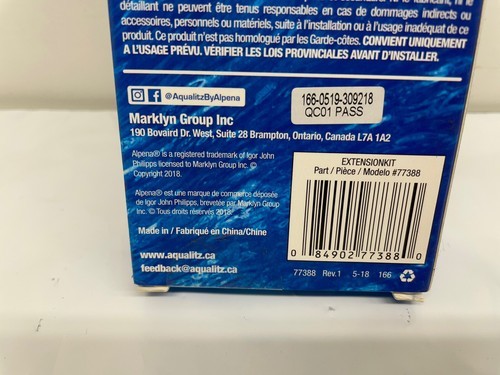 détaillant ne peuvent être tenus responsables en cas de dommages indirects ou
accessoires, personnels ou matériels, suite à l'installation ou à l'usage inadéquat de ce
produit. Ce produit n'est pas homologué par les Garde-côtes. CONVIENT UNIQUEMENT
A L'USAGE PRÉVU. VÉRIFIER LES LOIS PROVINCIALES AVANT D'INSTALLER.
@AqualitzByAlpena
166-0519-309218
QC01 PASS
Marklyn Group Inc
190 Bovaird Dr. West, Suite 28 Brampton, Ontario, Canada L7A 1A2
Alpena® is a registered trademark of Igor John
Philipps licensed to Marklyn Group Inc. ©
Copyright 2018.
Alpena® est une marque de commerce déposée
de Igor John Philipps, brevetée par Marklyn Group
Inc. © Tous droits réservés 2018.
Made in / Fabriqué en China/Chine
www.aqualitz.ca
feedback@aqualitz.ca
EXTENSIONKIT
Part / Pièce / Modelo #77388
0 84902 77388 0
77388 Rev.1 5-18 166